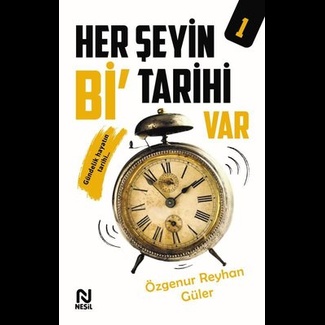 1
HER ŞEYİN
Bİ' TARİHİ
VAR
Gündelik hayatın
tarihi...
Özgenur Reyhan
Güler
NESİL